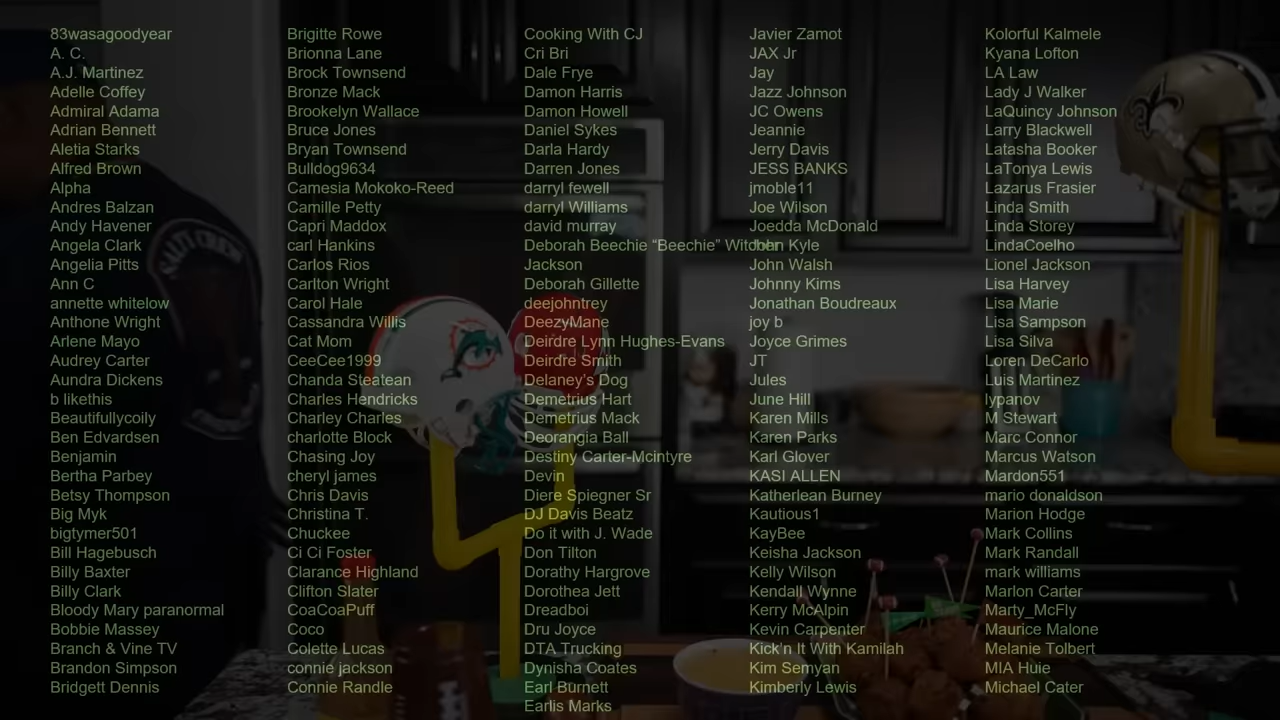 83wasagoodyear
A. C.
A.J. Martinez
Adelle Coffey
Admiral Adama
Adrian Bennett
Aletia Starks
Alfred Brown
Alpha
Andres Balzan
Andy Havener
Angela Clark
Angelia Pitts
Ann C
annette whitelow
Anthone Wright
Arlene Mayo
Audrey Carter
Aundra Dickens
b likethis
Beautifullycoily
Ben Edvardsen
Benjamin
Bertha Parbey
Betsy Thompson
Big Myk
bigtymer501
Bill Hagebusch
Billy Baxter
Billy Clark
Bloody Mary paranormal
Bobbie Massey
Branch & Vine TV
Brandon Simpson
Bridgett Dennis
Brigitte Rowe
Brionna Lane
Brock Townsend
Bronze Mack
Brookelyn Wallace
Bruce Jones
Bryan Townsend
Bulldog9634
Camesia Mokoko-Reed
Camille Petty
Capri Maddox
carl Hankins
Carlos Rios
Carlton Wright
Carol Hale
Cassandra Willis
Cat Mom
CeeCee1999
Chanda Steatean
Charles Hendricks
Charley Charles
charlotte Block
Chasing Joy
cheryl james
Chris Davis
Christina T.
Chuckee
Ci Ci Foster
Clarance Highland
Clifton Slater
CoaCoaPuff
Coco
Colette Lucas
connie jackson
Connie Randle
Cooking With CJ
Cri Bri
Dale Frye
Damon Harris
Damon Howell
Daniel Sykes
Darla Hardy
Darren Jones
darryl fewell
darryl Williams
david murray
Deborah Beechie “Beechie”
Jackson
Deborah Gillette
deejohntrey
DeezyMane
Deirdre Lynn Hughes-Evans
Deirdre Smith
Delaney’s Dog
Demetrius Hart
Demetrius Mack
Deorangia Ball
Destiny Carter-Mcintyre
Devin
Diere Spiegner Sr
DJ Davis Beatz
Do it with J. Wade
Don Tilton
Dorathy Hargrove
Dorothea Jett
Dreadboi
Dru Joyce
DTA Trucking
Dynisha Coates
Earl Burnett
Earlis Marks
Javier Zamot
JAX Jr
Jay
Jazz Johnson
JC Owens
Jeannie
Jerry Davis
JESS BANKS
jmoble11
Joe Wilson
Joedda McDonald
John Kyle
John Walsh
Johnny Kims
Jonathan Boudreaux
joy b
Joyce Grimes
JT
Jules
June Hill
Karen Mills
Karen Parks
Karl Glover
KASI ALLEN
Katherlean Burney
Kautious1
KayBee
Keisha Jackson
Kelly Wilson
Kendall Wynne
Kerry McAlpin
Kevin Carpenter
Kick'n It With Kamilah
Kim Semyan
Kimberly Lewis
Kolorful Kalmele
Kyana Lofton
LA Law
Lady J Walker
LaQuincy Johnson
Larry Blackwell
Latasha Booker
LaTonya Lewis
Lazarus Frasier
Linda Smith
Linda Storey
LindaCoelho
Lionel Jackson
Lisa Harvey
Lisa Marie
Lisa Sampson
Lisa Silva
Loren DeCarlo
Luis Martinez
lypanov
M Stewart
Marc Connor
Marcus Watson
Mardon551
mario donaldson
Marion Hodge
Mark Collins
Mark Randall
mark williams
Marlon Carter
Marty_McFly
Maurice Malone
Melanie Tolbert
MIA Huie
Michael Cater